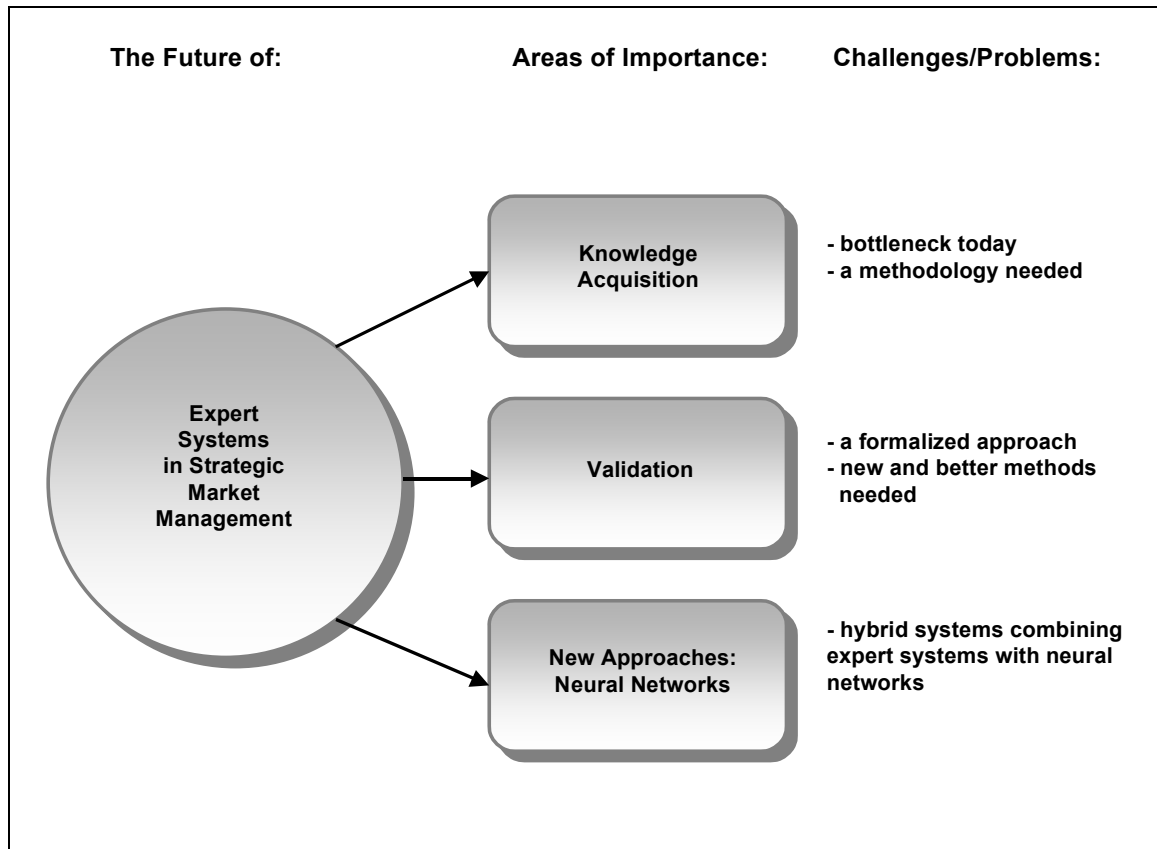 The Future of:
Areas of Importance:
Challenges/Problems:
Expert
Systems
in Strategic
Market
Management
Knowledge
Acquisition
- bottleneck today
- a methodology needed
Validation
- a formalized approach
- new and better methods
needed
New Approaches:
Neural Networks
- hybrid systems combining
expert systems with neural
networks